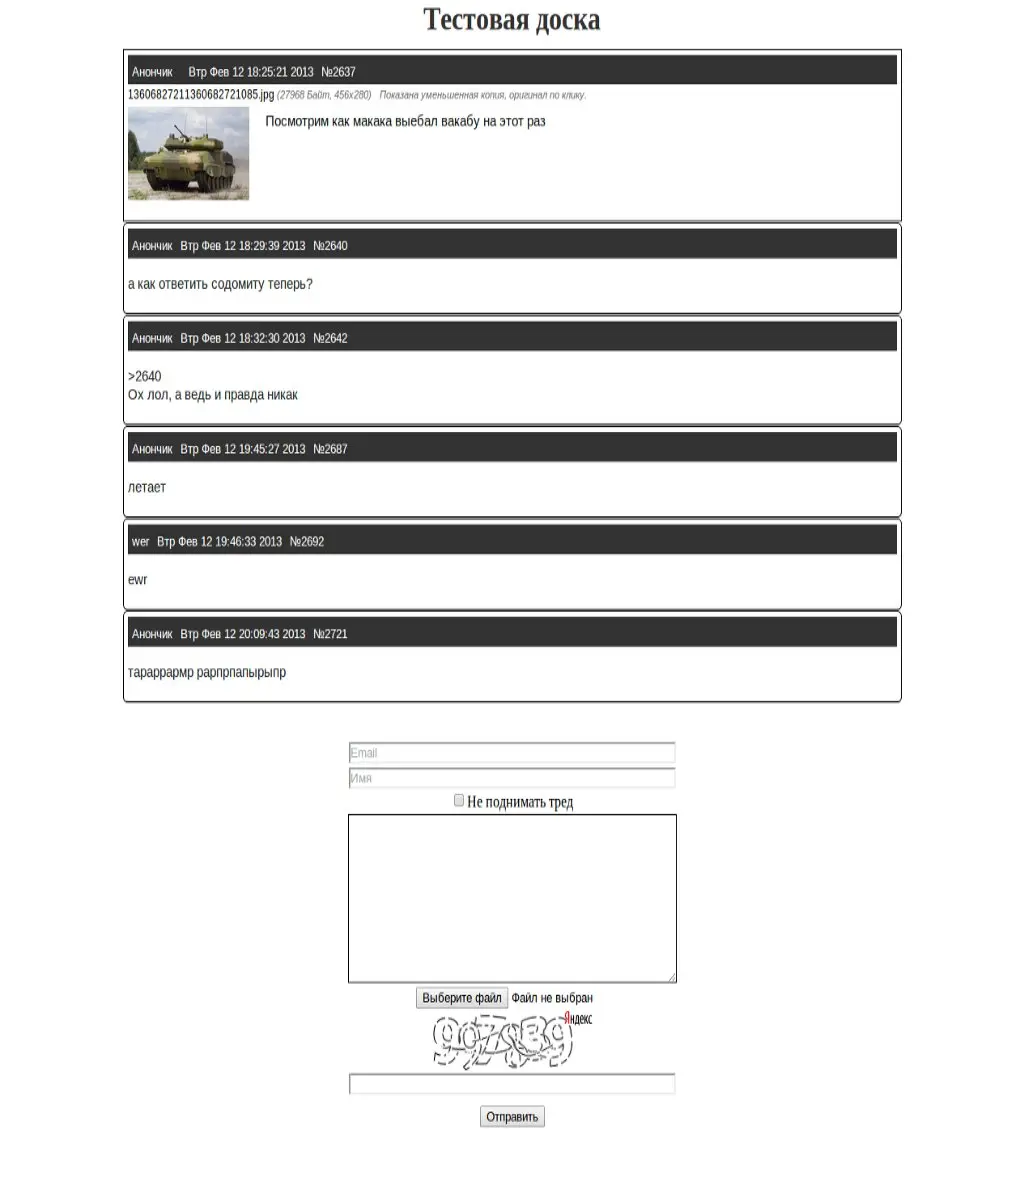 Тестовая доска
Анончик Втр Фев 12 18:25:21 2013 №2637
13606827211360682721085.jpg (27968 Байт, 456x280) Показана уменьшенная копия, оригинал по клику.
Посмотрим как макака выебал вакабу на этот раз
Анончик Втр Фев 12 18:29:39 2013 №2640
а как ответить содомиту теперь?
Анончик Втр Фев 12 18:32:30 2013 №2642
>2640
Ох лол, а ведь и правда никак
Анончик Втр Фев 12 19:45:27 2013 №2687
летает
wer Втр Фев 12 19:46:33 2013 №2692
ewr
Анончик Втр Фев 12 20:09:43 2013 №2721
тараррармр рарпрпапырыпр
Email
Имя
Не поднимать тред
Выберите файл Файл не выбран
Яндекс
Отправить